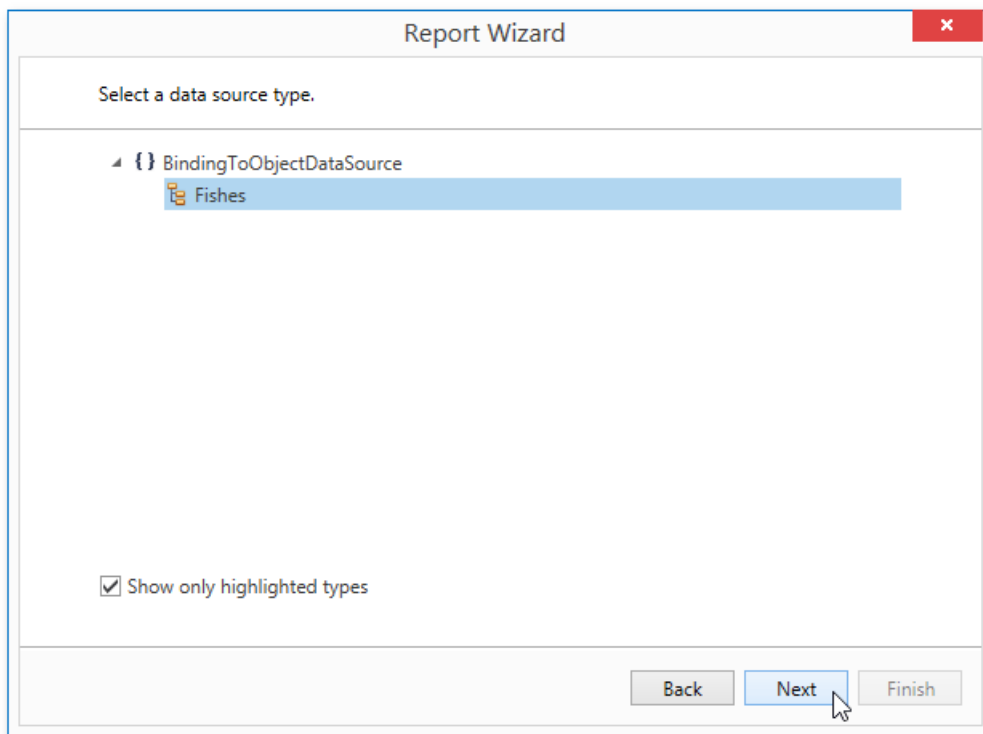 Report Wizard
Select a data source type.
{ } BindingToObjectDataSource
Fishes
Show only highlighted types
Back Next Finish